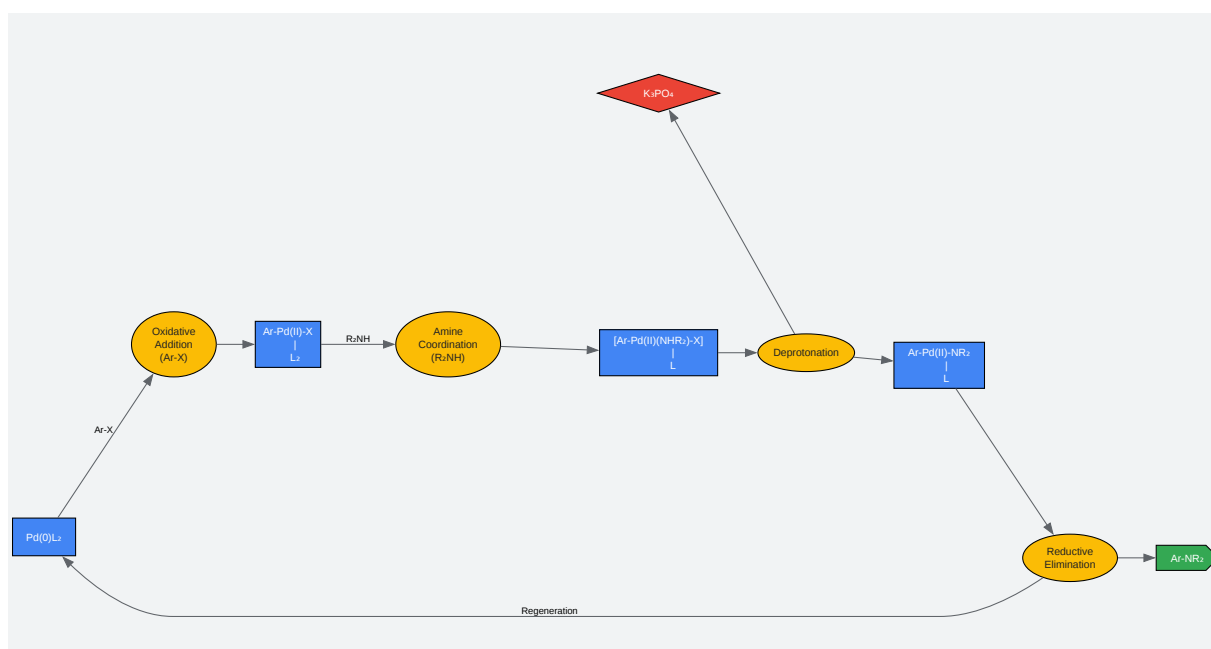 K₃PO₄
Oxidative
Addition
(Ar-X)
Ar-Pd(II)-X
|
L₂
R₂NH
Amine
Coordination
(R₂NH)
[Ar-Pd(II)(NHR₂)-X]
|
L
Deprotonation
Ar-Pd(II)-NR₂
|
L
Ar-X
Pd(0)L₂
Reductive
Elimination
Ar-NR₂
Regeneration